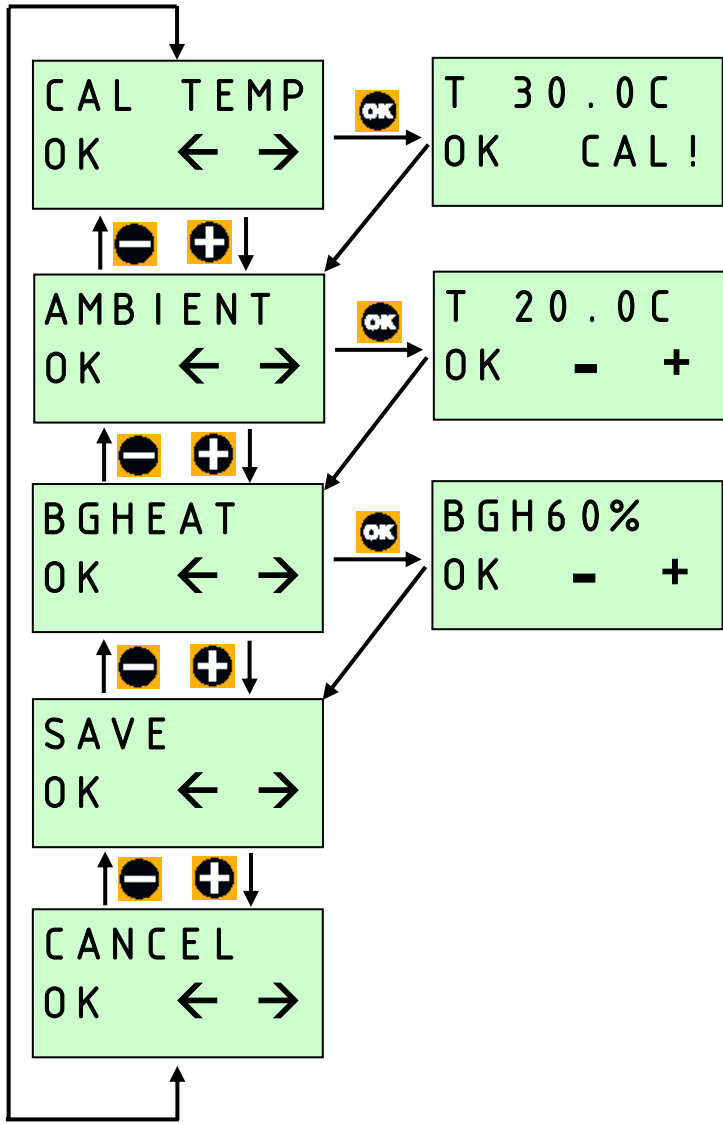 CAL TEMP
OK ← →
OK
T 30.0C
OK CAL!
AMBIENT
OK ← →
OK
T 20.0C
OK - +
BGHEAT
OK ← →
OK
BGH60%
OK - +
SAVE
OK ← →
CANCEL
OK ← →